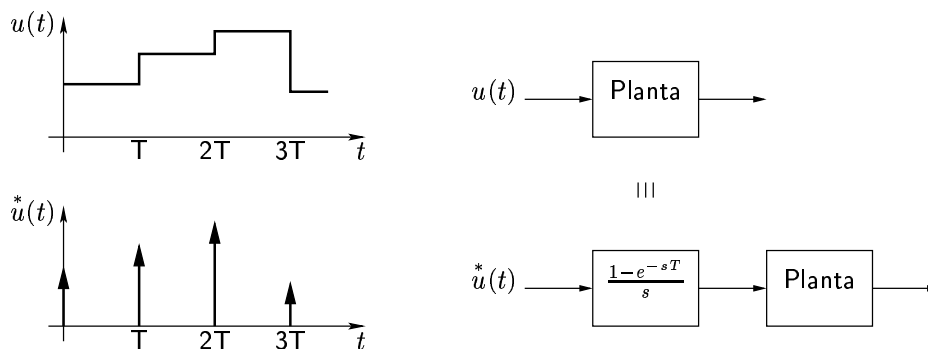 u(t)
T 2T 3T t
*u(t)
T 2T 3T t
u(t) Planta
|||
*u(t) 1−e^−sT/s Planta